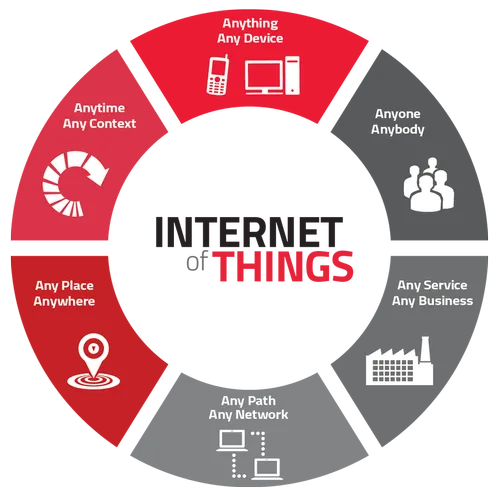 Anything
Any Device
Anyone
Anybody
Any Service
Any Business
Any Path
Any Network
Any Place
Anywhere
Anytime
Any Context
INTERNET
of THINGS